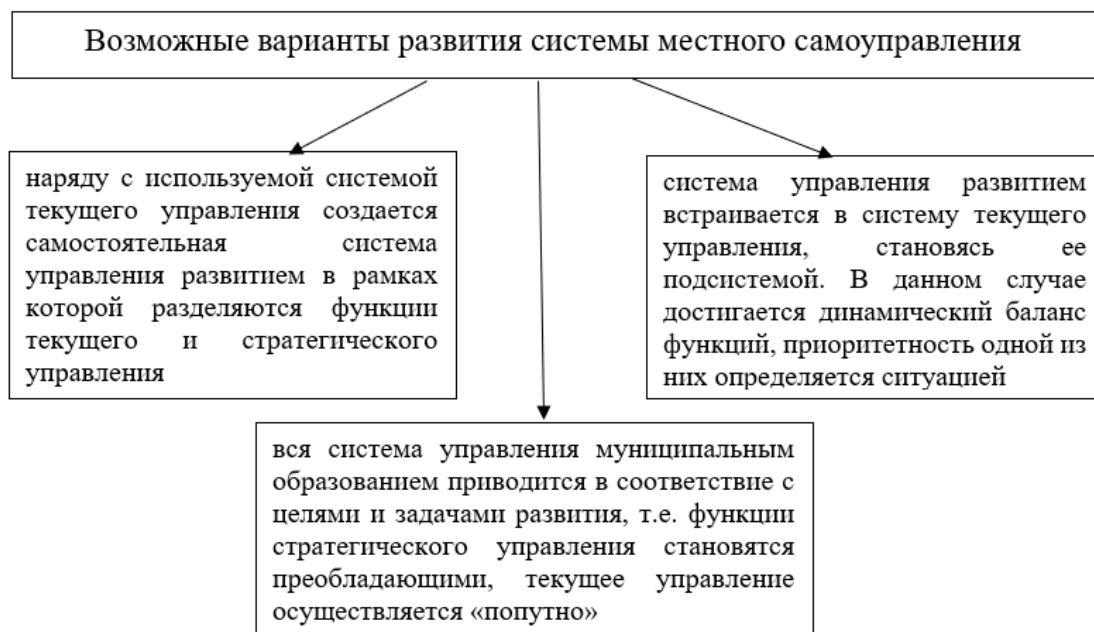 Возможные варианты развития системы местного самоуправления
наряду с используемой системой
текущего управления создается
самостоятельная система
управления развитием в рамках
которой разделяются функции
текущего и стратегического
управления
система управления развитием
встраивается в систему текущего
управления, становясь ее
подсистемой. В данном случае
достигается динамический баланс
функций, приоритетность одной из
них определяется ситуацией
вся система управления муниципальным
образованием приводится в соответствие с
целями и задачами развития, т.е. функции
стратегического управления становятся
преобладающими, текущее управление
осуществляется «попутно»